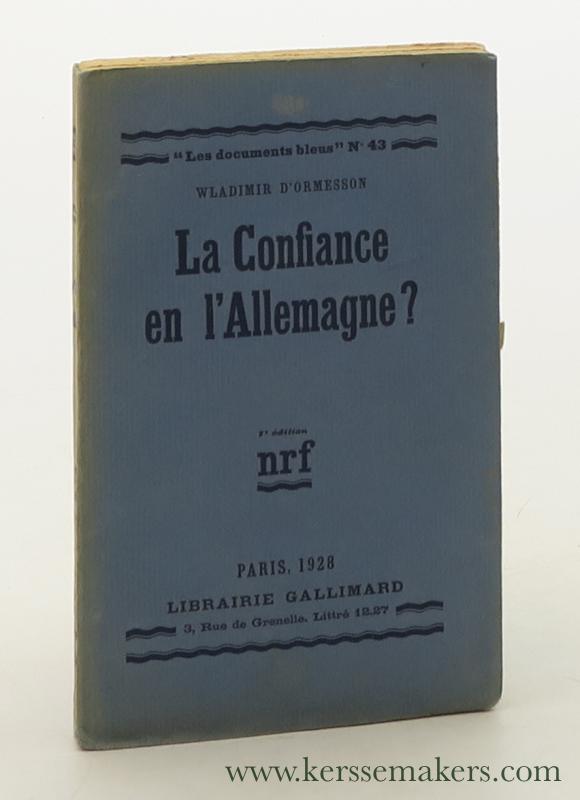 "Les documents bleus" N° 43
WLADIMIR D'ORMESSON
La Confiance
en l'Allemagne?
édition
nrf
PARIS, 1928
LIBRAIRIE GALLIMARD
3, Rue de Grenelle. Littré 12.27
www.kerssemakers.com